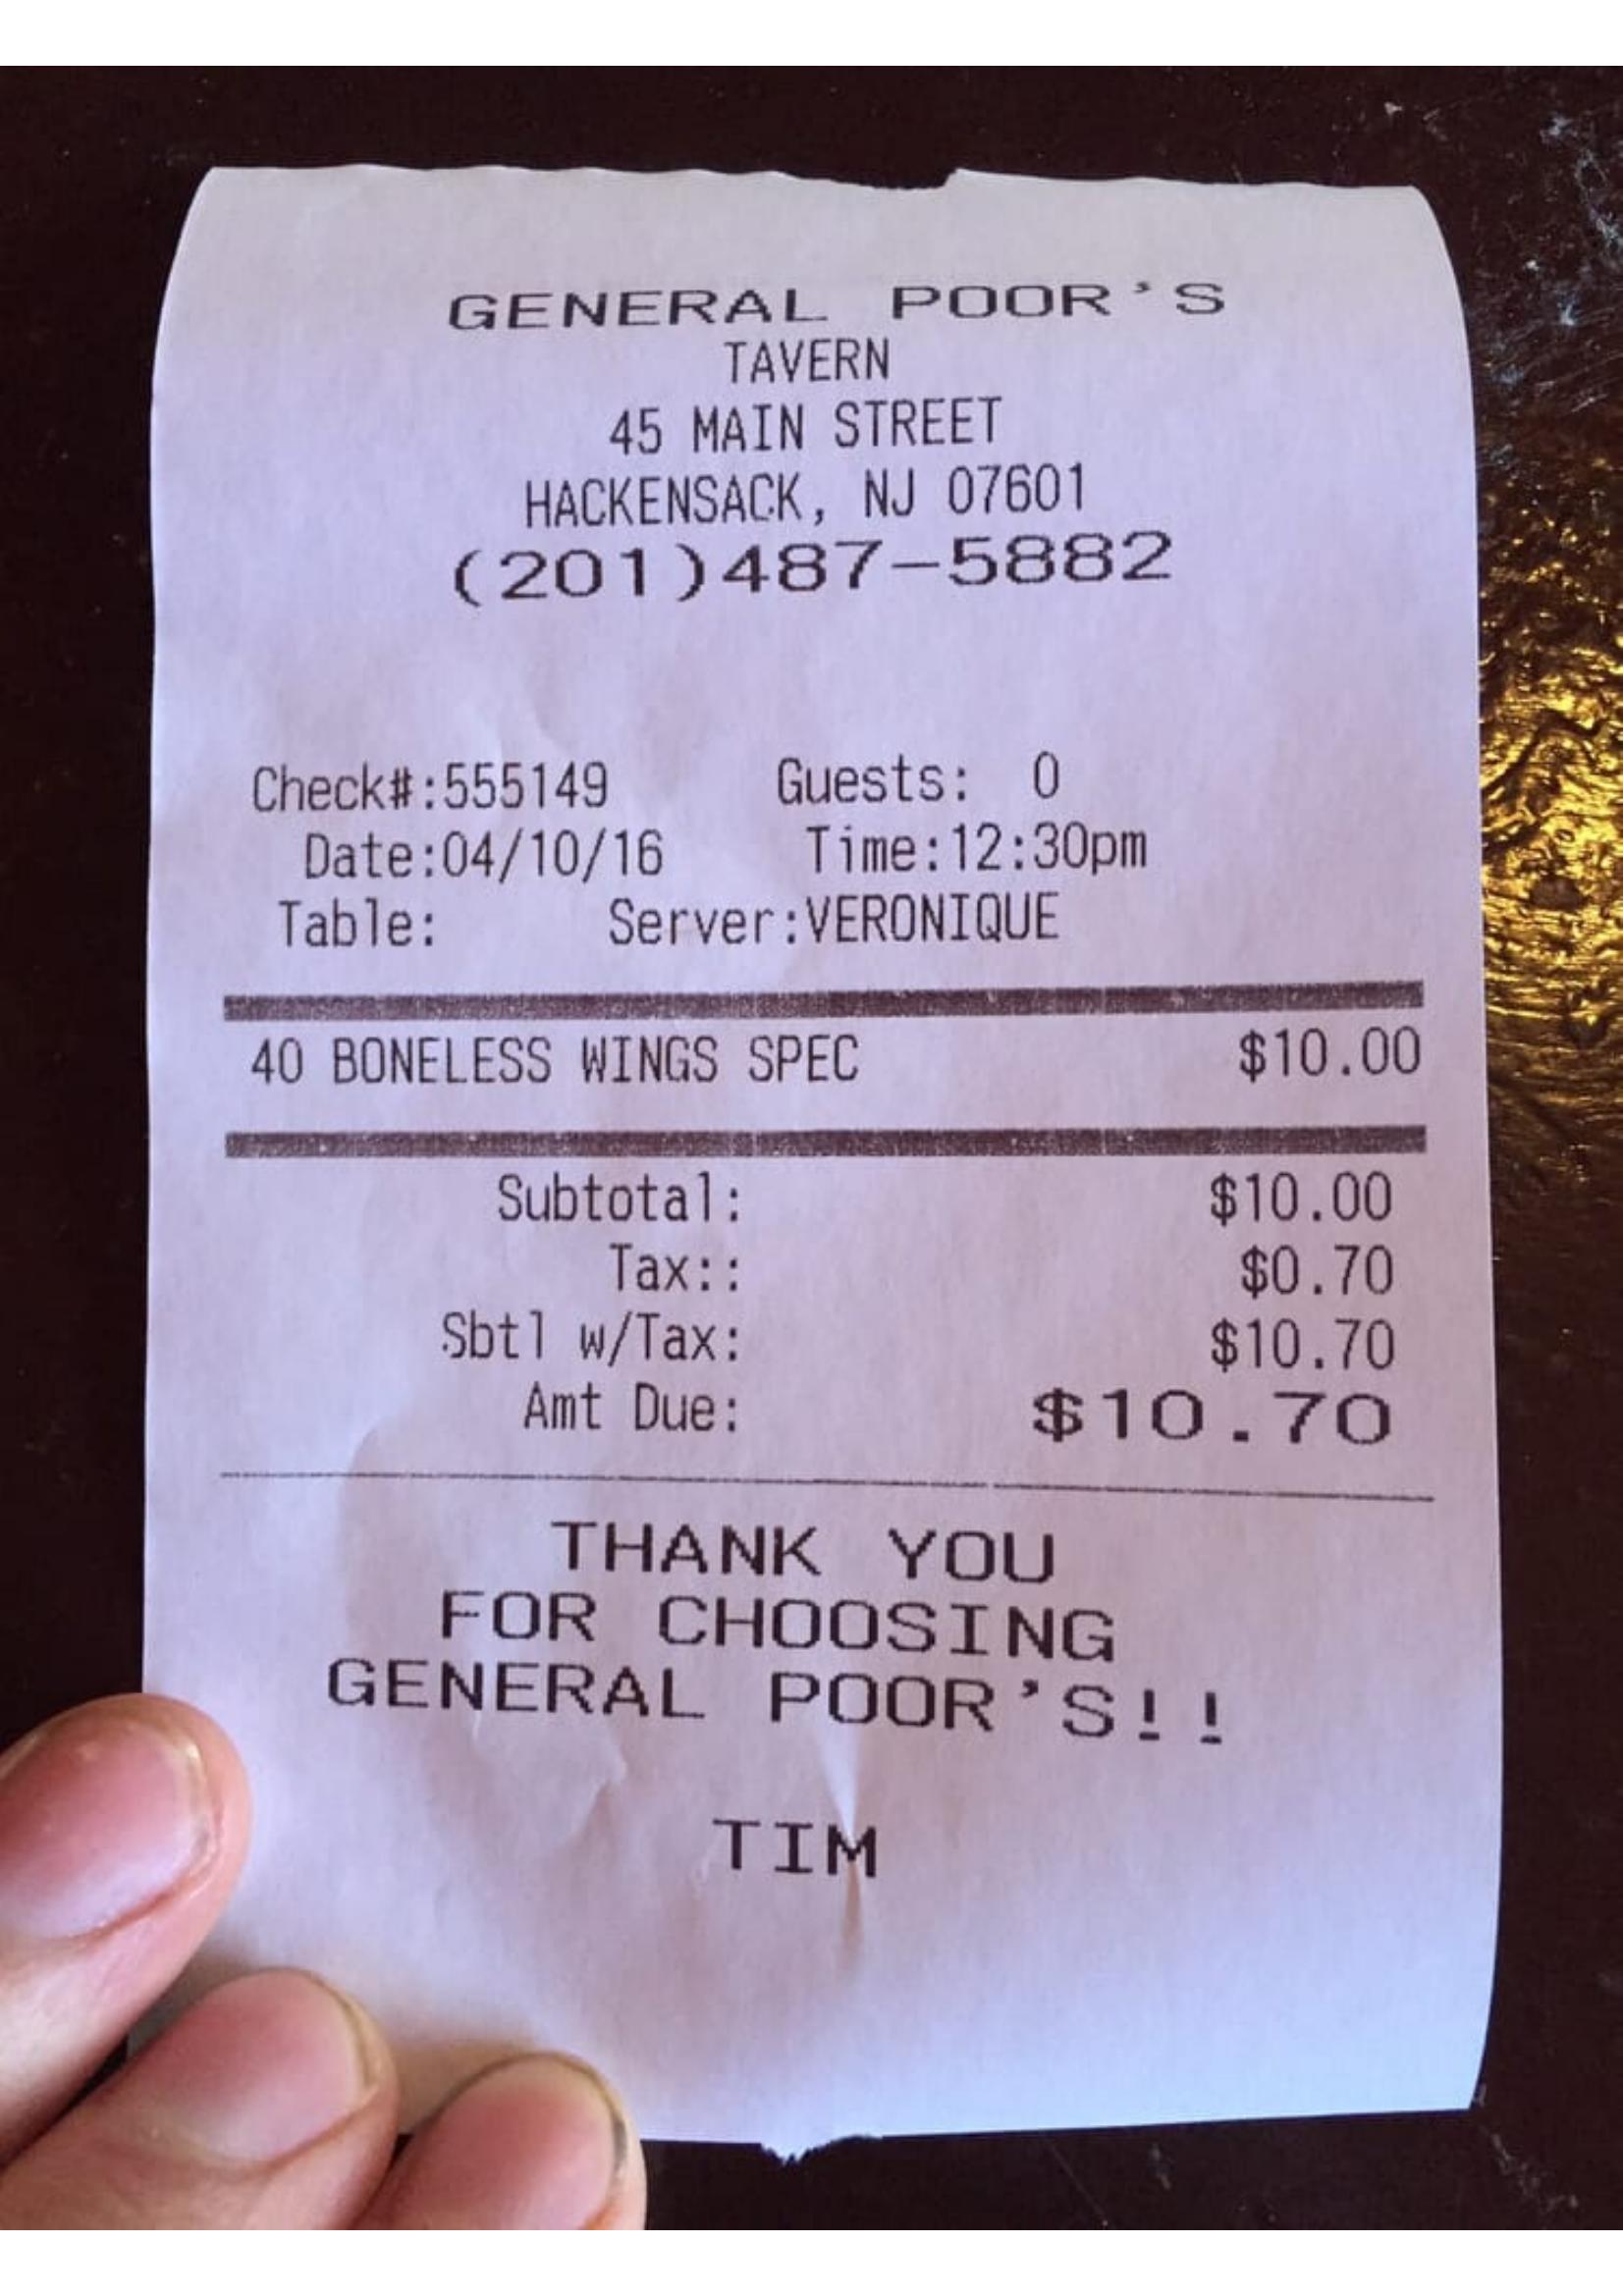 GENERAL POOR'S
TAVERN
45 MAIN STREET
HACKENSACK, NJ 07601
(201)487-5882
Check#:555149 Guests: 0
Date:04/10/16 Time:12:30pm
Table: Server:VERONIQUE
40 BONELESS WINGS SPEC $10.00
Subtotal: $10.00
Tax:: $0.70
Sbtl w/Tax: $10.70
Amt Due: $10.70
THANK YOU
FOR CHOOSING
GENERAL POOR'S!!
TIM